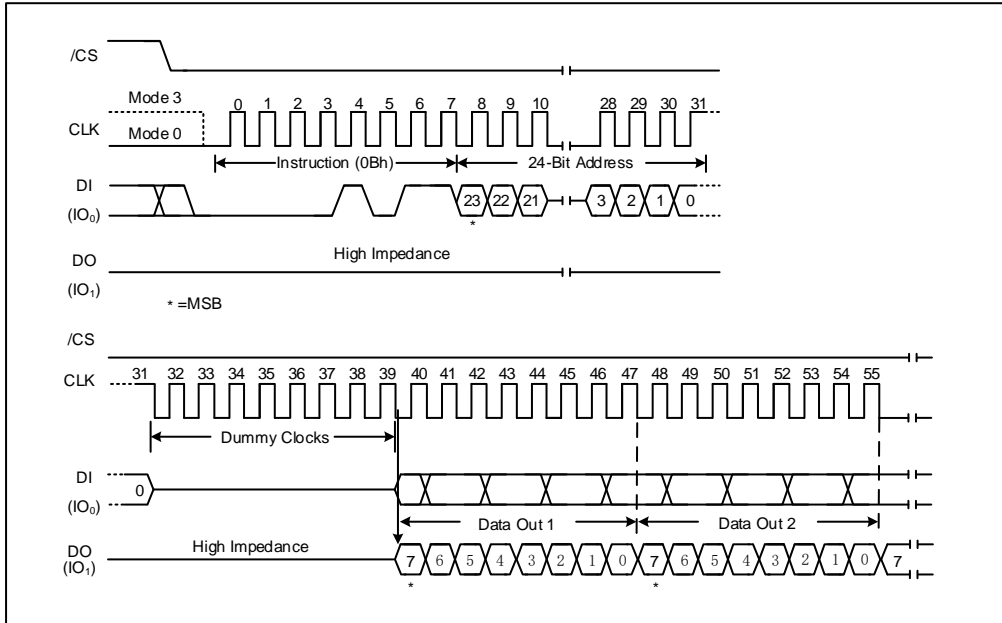 /CS
Mode 3
0 1 2 3 4 5 6 7 8 9 10 28 29 30 31
CLK
Mode 0
Instruction (0Bh) 24-Bit Address
DI
(IO₀)
23 22 21 3 2 1 0
*
DO
High Impedance
(IO₁)
* =MSB
/CS
31 32 33 34 35 36 37 38 39 40 41 42 43 44 45 46 47 48 49 50 51 52 53 54 55
CLK
Dummy Clocks
DI
(IO₀)
0
Data Out 1 Data Out 2
DO
(IO₁)
High Impedance
7 6 5 4 3 2 1 0 7 6 5 4 3 2 1 0 7
* *